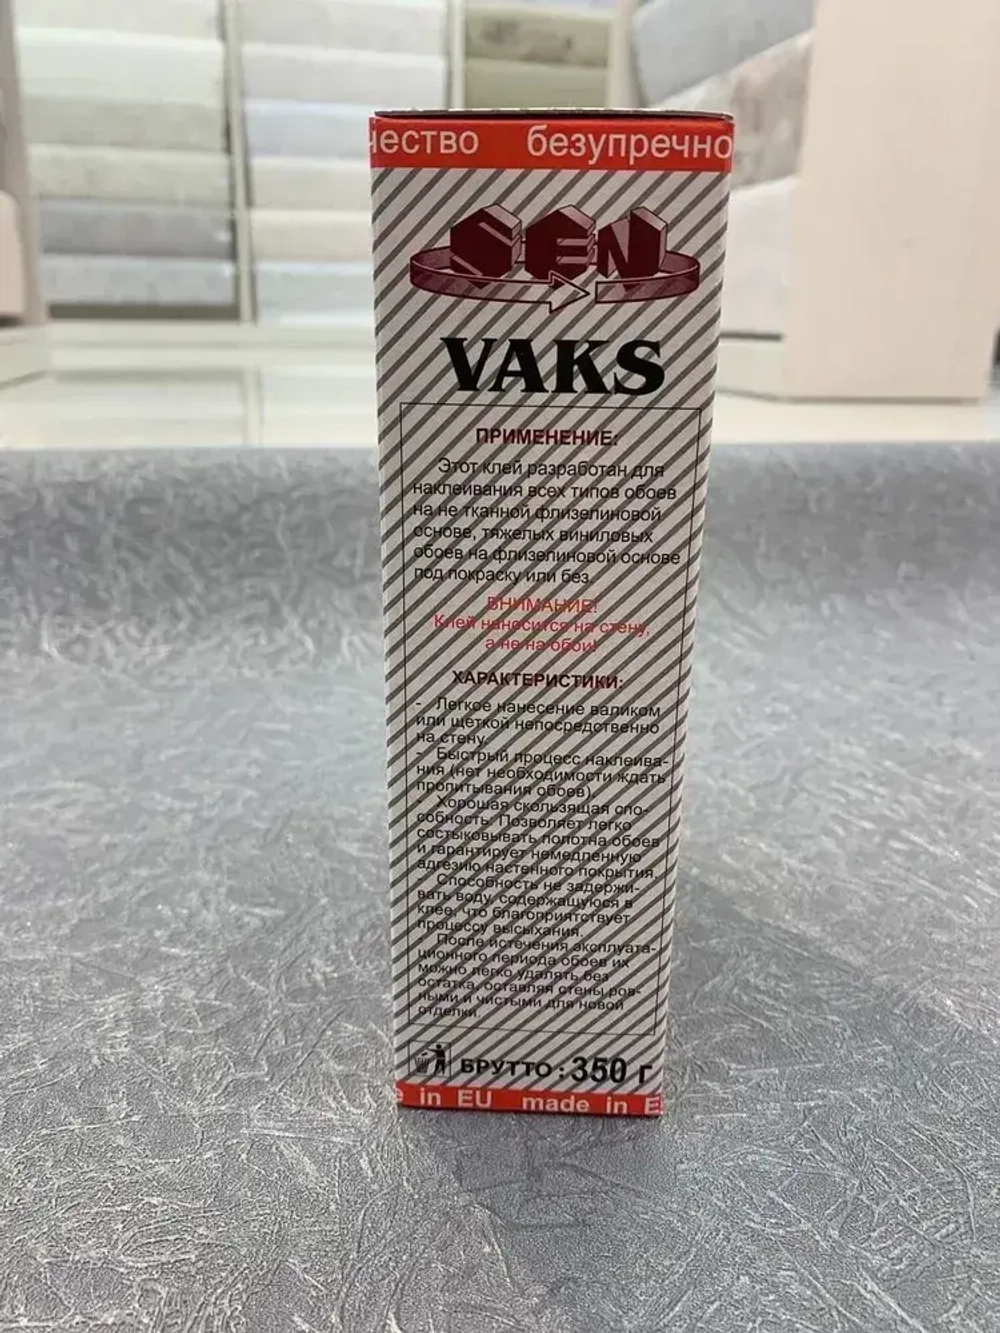 чество безупречно
SEN
VAKS
ПРИМЕНЕНИЕ:
Этот клей разработан для
наклеивания всех типов обоев
на не тканной флизелиновой
основе, тяжелых виниловых
обоев на флизелиновой основе
под покраску или без.
ВНИМАНИЕ!
Клей наносится на стену,
а не на обои!
ХАРАКТЕРИСТИКИ:
- Легкое нанесение валиком
или щеткой непосредственно
на стену.
- Быстрый процесс наклеива-
ния (нет необходимости ждать
пропитывания обоев).
- Хорошая скользящая спо-
собность. Позволяет легко
состыковывать полотна обоев
и гарантирует немедленную
адгезию настенного покрытия.
Способность не задержи-
вать воду, содержащуюся в
клее, что благоприятствует
процессу высыхания.
После истечения эксплуата-
ционного периода обоев их
можно легко удалять без
остатка, оставляя стены ров-
ными и чистыми для новой
отделки.
БРУТТО: 350 г
e in EU made in E